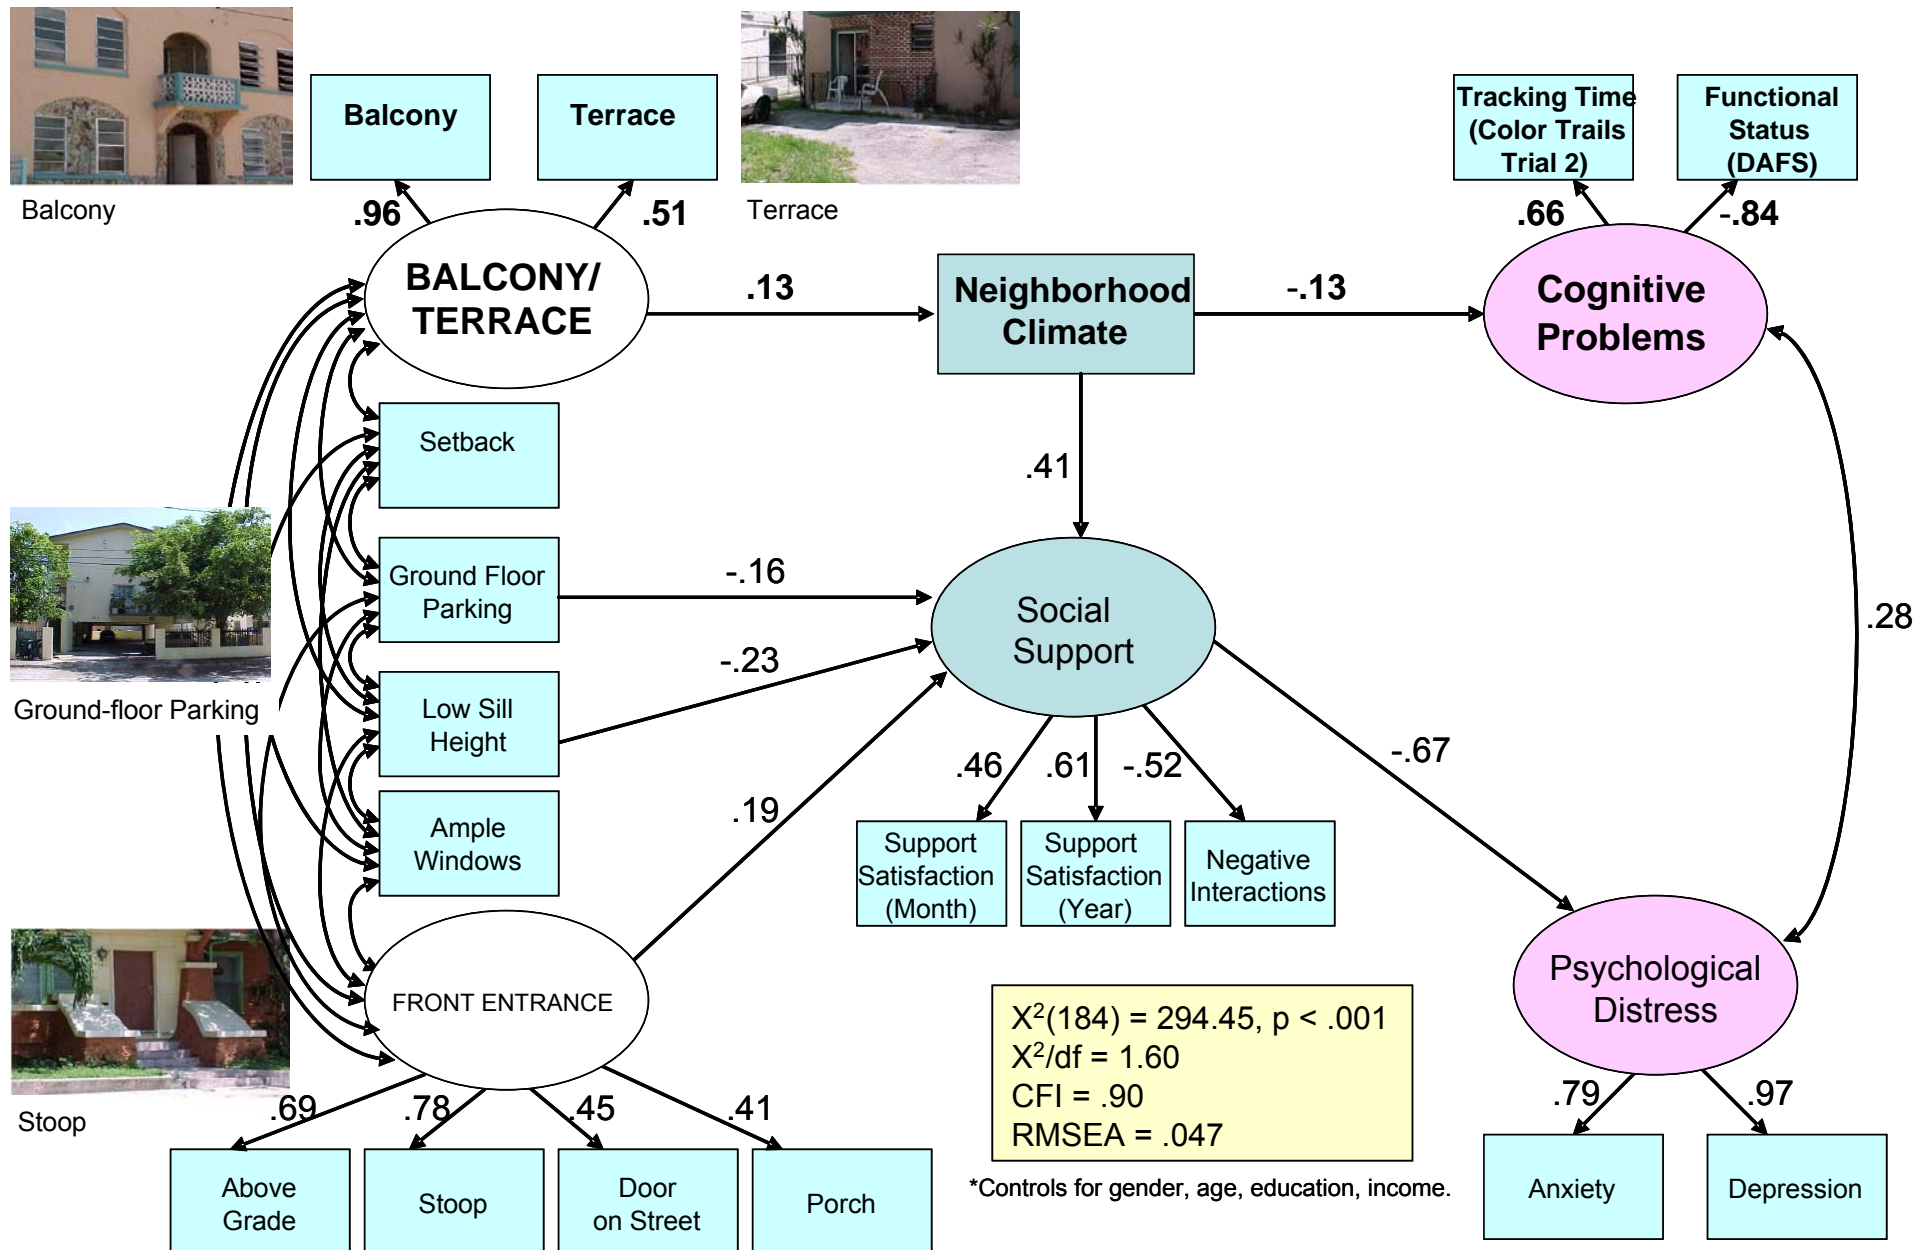 Balcony
Terrace
Tracking Time
(Color Trails
Trial 2)
Functional
Status
(DAFS)
Balcony
.96
.51
Terrace
.66
-.84
BALCONY/
TERRACE
.13
Neighborhood
Climate
-.13
Cognitive
Problems
Setback
.41
Ground Floor
Parking
-.16
Social
Support
.28
Ground-floor Parking
Low Sill
Height
-.23
-.67
.46
.61
-.52
.19
Ample
Windows
Support
Satisfaction
(Month)
Support
Satisfaction
(Year)
Negative
Interactions
FRONT ENTRANCE
Psychological
Distress
X2(184) = 294.45, p < .001
X2/df = 1.60
CFI = .90
RMSEA = .047
Stoop
.69
.78
.45
.41
.79
.97
*Controls for gender, age, education, income.
Above
Grade
Stoop
Door
on Street
Porch
Anxiety
Depression